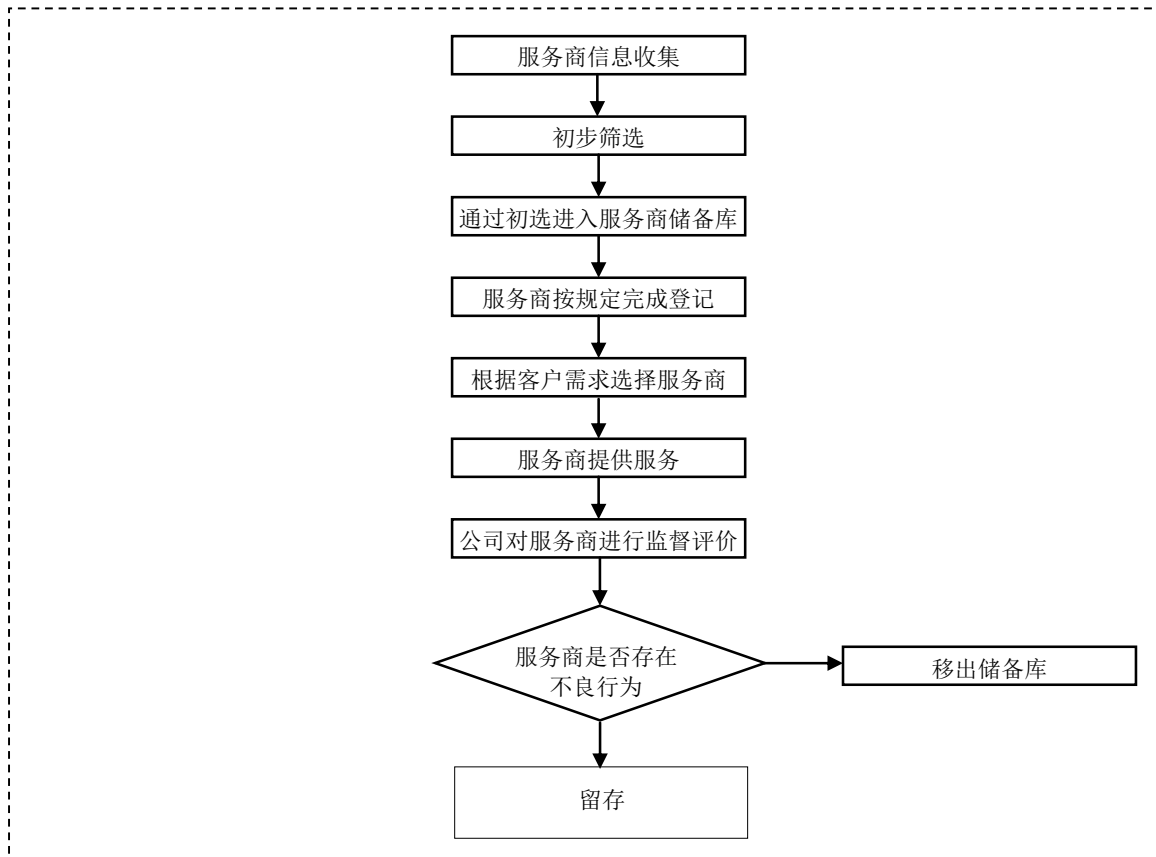 服务商信息收集
初步筛选
通过初选进入服务商储备库
服务商按规定完成登记
根据客户需求选择服务商
服务商提供服务
公司对服务商进行监督评价
服务商是否存在
不良行为
移出储备库
留存